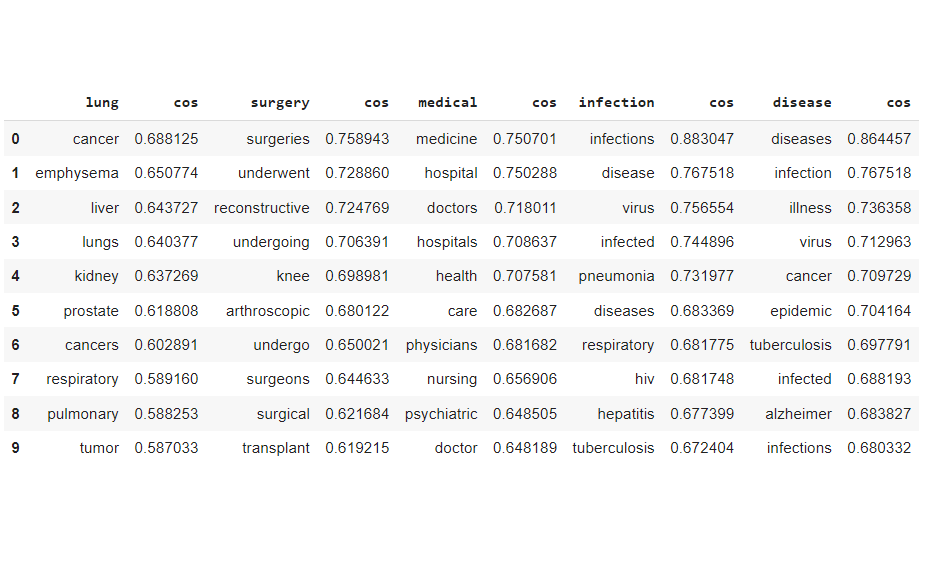 lung cos surgery cos medical cos infection cos disease cos
0 cancer 0.688125 surgeries 0.758943 medicine 0.750701 infections 0.883047 diseases 0.864457
1 emphysema 0.650774 underwent 0.728860 hospital 0.750288 disease 0.767518 infection 0.767518
2 liver 0.643727 reconstructive 0.724769 doctors 0.718011 virus 0.756554 illness 0.736358
3 lungs 0.640377 undergoing 0.706391 hospitals 0.708637 infected 0.744896 virus 0.712963
4 kidney 0.637269 knee 0.698981 health 0.707581 pneumonia 0.731977 cancer 0.709729
5 prostate 0.618808 arthroscopic 0.680122 care 0.682687 diseases 0.683369 epidemic 0.704164
6 cancers 0.602891 undergo 0.650021 physicians 0.681682 respiratory 0.681775 tuberculosis 0.697791
7 respiratory 0.589160 surgeons 0.644633 nursing 0.656906 hiv 0.681748 infected 0.688193
8 pulmonary 0.588253 surgical 0.621684 psychiatric 0.648505 hepatitis 0.677399 alzheimer 0.683827
9 tumor 0.587033 transplant 0.619215 doctor 0.648189 tuberculosis 0.672404 infections 0.680332